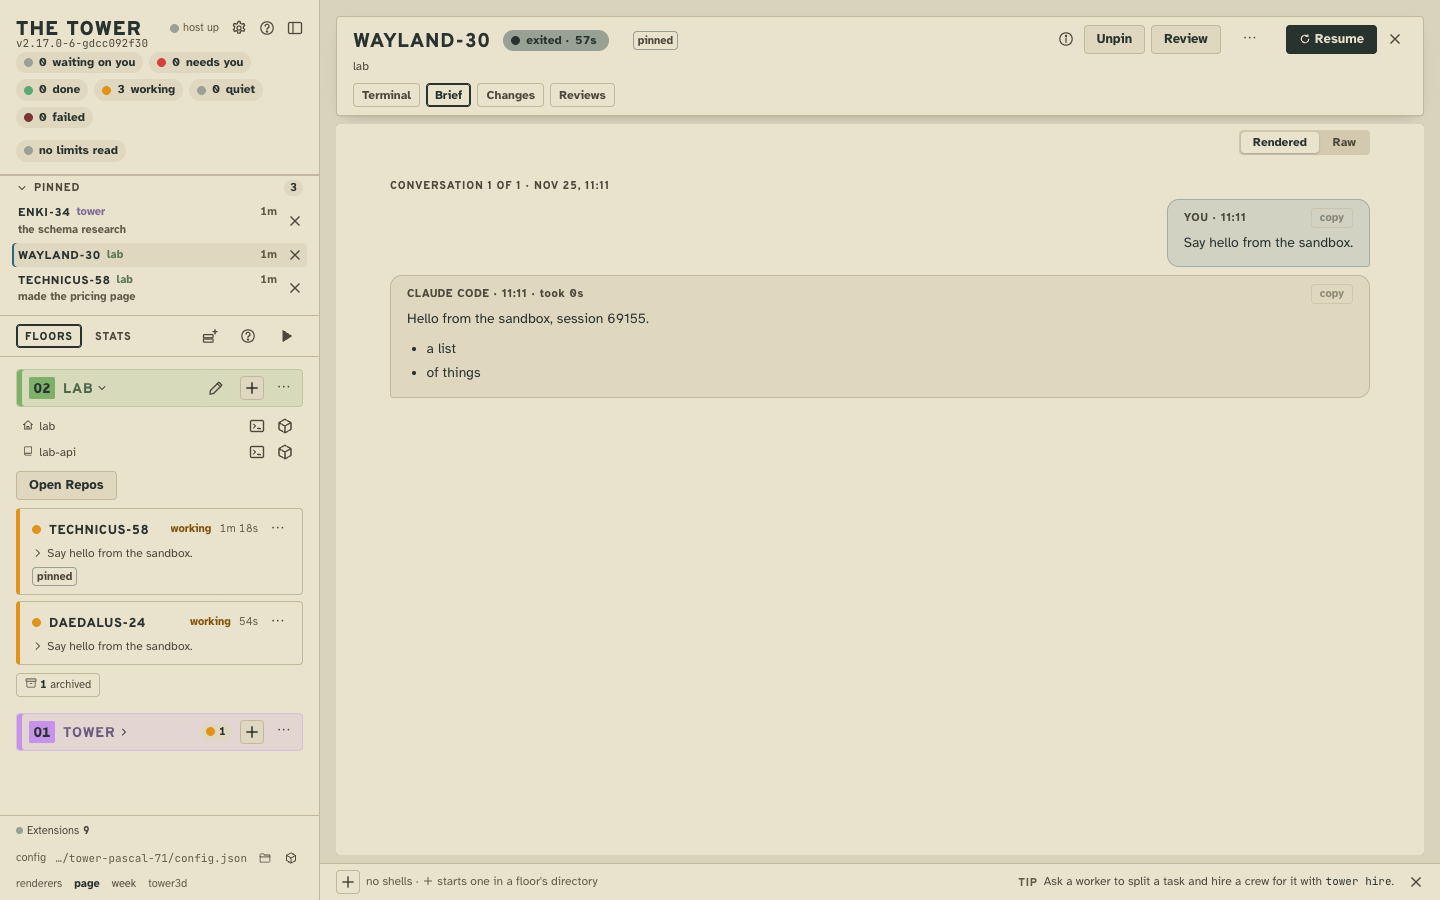 THE TOWER
host up
v2.17.0-6-gdcc092f30
0 waiting on you
0 needs you
0 done
3 working
0 quiet
0 failed
no limits read
PINNED
3
ENKI-34 tower
1m
the schema research
WAYLAND-30 lab
1m
TECHNICUS-58 lab
1m
made the pricing page
FLOORS
STATS
02 LAB
lab
lab-api
Open Repos
TECHNICUS-58
working 1m 18s
Say hello from the sandbox.
pinned
DAEDALUS-24
working 54s
Say hello from the sandbox.
1 archived
01 TOWER
1
Extensions 9
config …/tower-pascal-71/config.json
renderers page week tower3d
WAYLAND-30
exited · 57s
pinned
Unpin
Review
Resume
lab
Terminal
Brief
Changes
Reviews
Rendered
Raw
CONVERSATION 1 OF 1 · NOV 25, 11:11
YOU · 11:11
copy
Say hello from the sandbox.
CLAUDE CODE · 11:11 · took 0s
copy
Hello from the sandbox, session 69155.
• a list
• of things
no shells · + starts one in a floor's directory
TIP Ask a worker to split a task and hire a crew for it with tower hire.